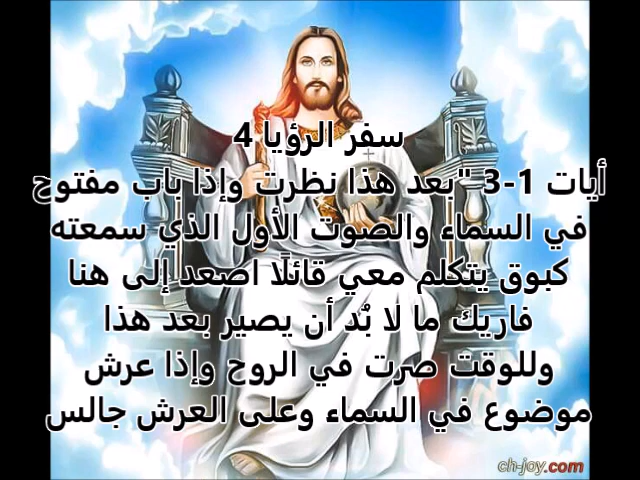 سفر الرؤيا 4
أيات 1-3 "بعد هذا نظرت وإذا باب مفتوح
في السماء والصوت الأول الذي سمعته
كبوق يتكلم معي قائلًا اصعد إلى هنا
فاريك ما لا بُد أن يصير بعد هذا
وللوقت صرت في الروح وإذا عرش
موضوع في السماء وعلى العرش جالس
ch-joy.com